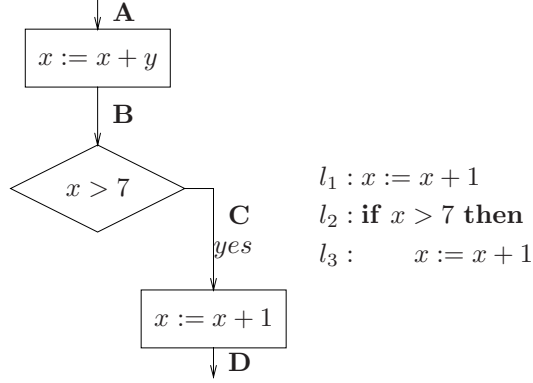 A
x := x + y
B
x > 7
C
yes
x := x + 1
D
l₁ : x := x + 1
l₂ : if x > 7 then
l₃ : x := x + 1